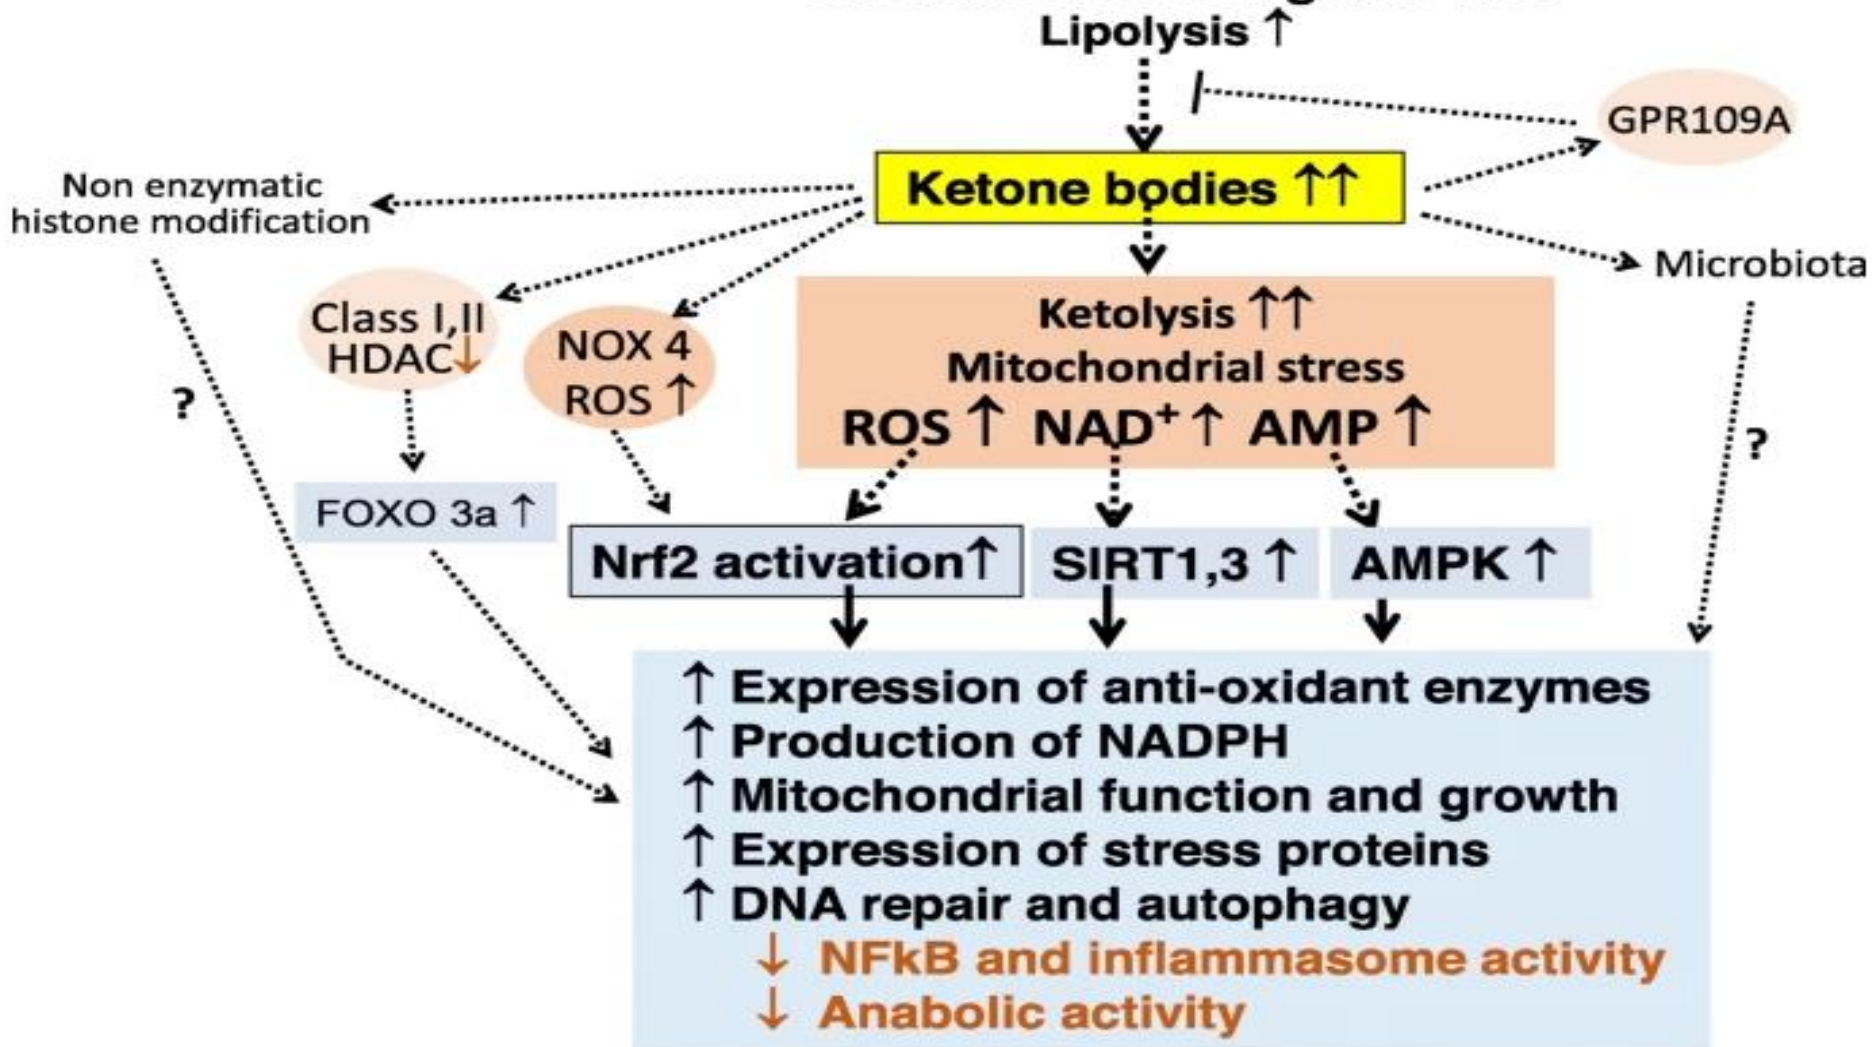 Lipolysis ↑
GPR109A
Ketone bodies ↑↑
Non enzymatic
histone modification
Microbiota
Class I,II
HDAC↓
NOX 4
ROS ↑
Ketolysis ↑↑
Mitochondrial stress
ROS ↑ NAD⁺ ↑ AMP ↑
?
?
FOXO 3a ↑
Nrf2 activation↑
SIRT1,3 ↑
AMPK ↑
↑ Expression of anti-oxidant enzymes
↑ Production of NADPH
↑ Mitochondrial function and growth
↑ Expression of stress proteins
↑ DNA repair and autophagy
↓ NFkB and inflammasome activity
↓ Anabolic activity